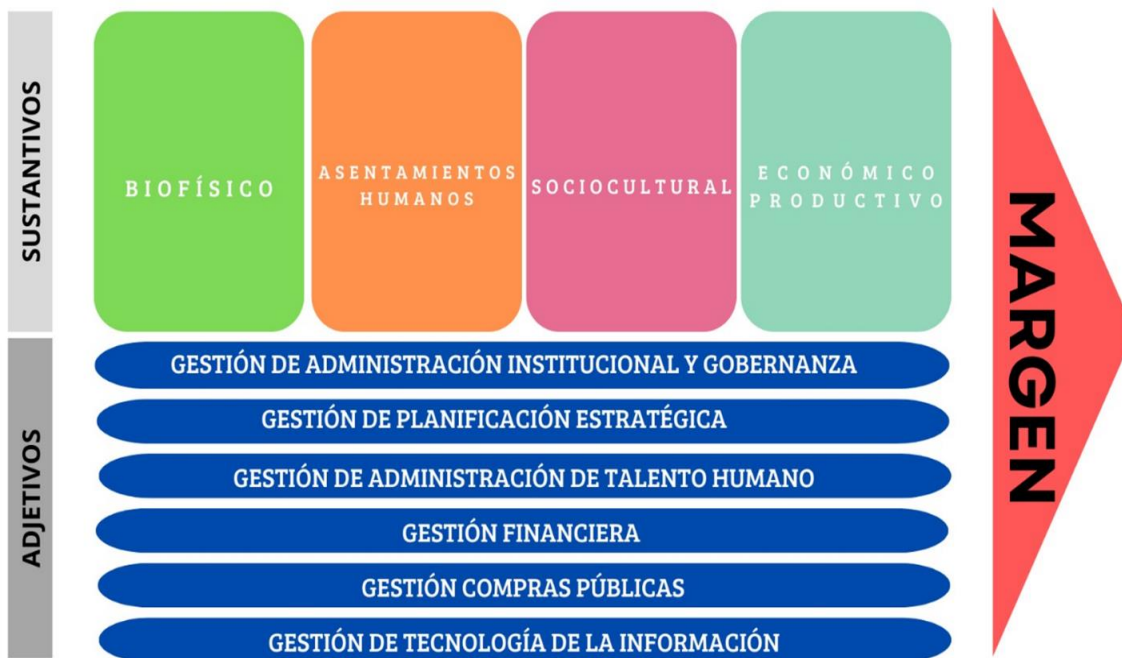 SUSTANTIVOS
BIOFÍSICO
ASENTAMIENTOS
HUMANOS
SOCIOCULTURAL
ECONÓMICO
PRODUCTIVO
ADJETIVOS
GESTIÓN DE ADMINISTRACIÓN INSTITUCIONAL Y GOBERNANZA
GESTIÓN DE PLANIFICACIÓN ESTRATÉGICA
GESTIÓN DE ADMINISTRACIÓN DE TALENTO HUMANO
GESTIÓN FINANCIERA
GESTIÓN COMPRAS PÚBLICAS
GESTIÓN DE TECNOLOGÍA DE LA INFORMACIÓN
MARGEN